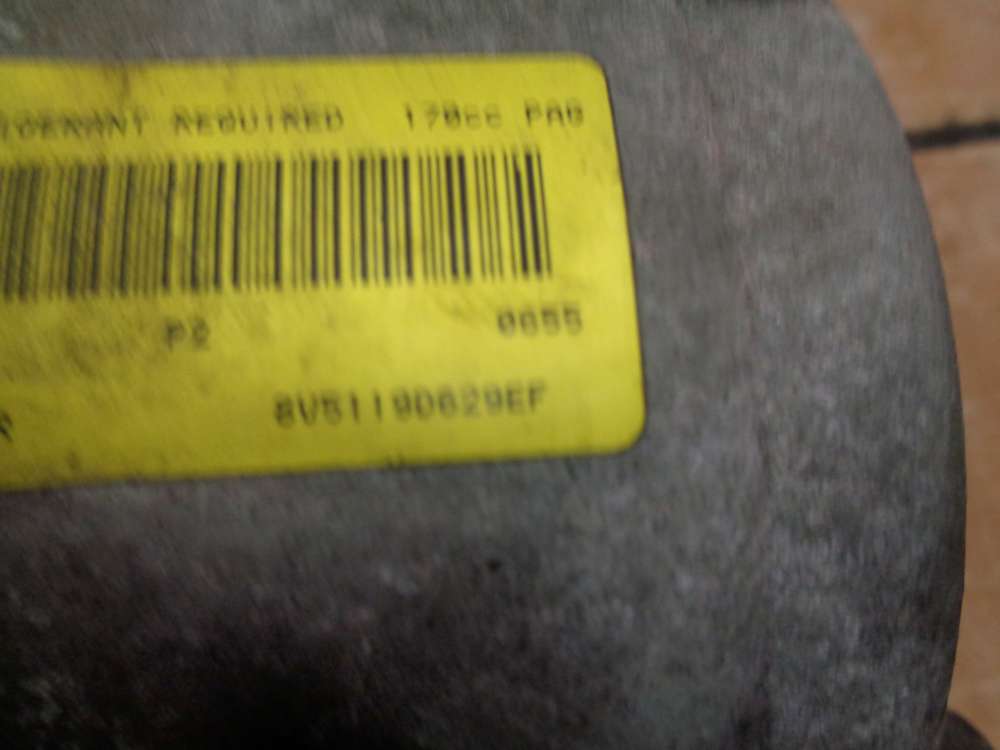 REQUIRED 170cc PAG
P2 0655
8V5119D629EF